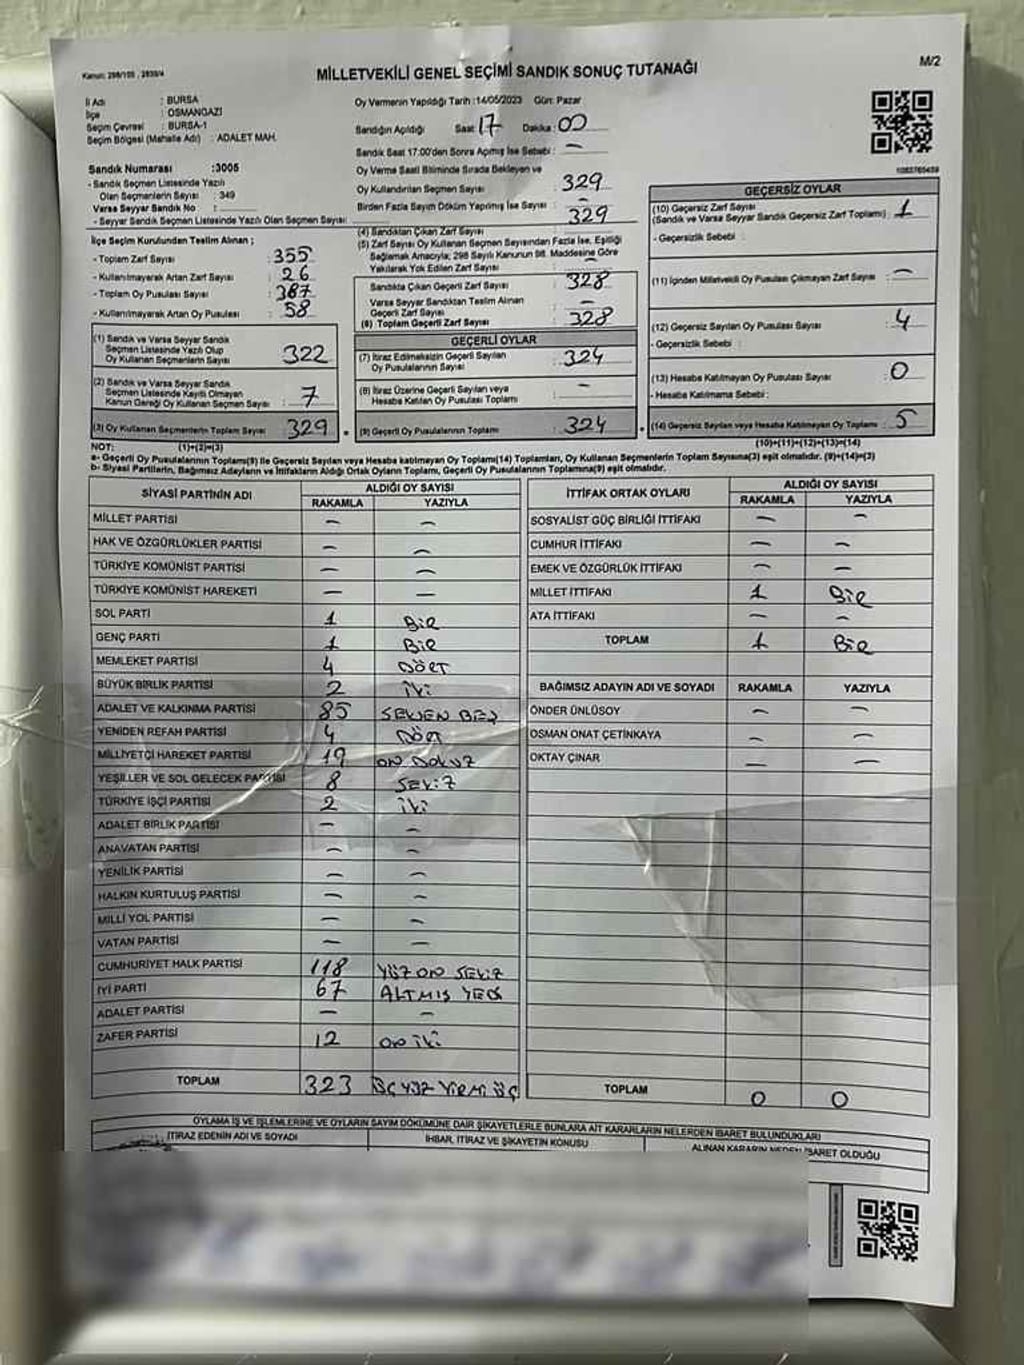 Kanun: 298/105 , 2839/4
MİLLETVEKİLİ GENEL SEÇİMİ SANDIK SONUÇ TUTANAĞI
M/2
İl Adı : BURSA
İlçe : OSMANGAZI
Seçim Çevresi : BURSA-1
Seçim Bölgesi (Mahalle Adı) : ADALET MAH.
Sandık Numarası :3005
- Sandık Seçmen Listesinde Yazılı
Olan Seçmenlerin Sayısı : 349
Varsa Seyyar Sandık No :
- Seyyar Sandık Seçmen Listesinde Yazılı Olan Seçmen Sayısı:
Oy Vermenin Yapıldığı Tarih :14/05/2023 Gün: Pazar
Sandığın Açıldığı Saat 17 Dakika : 00
Sandık Saat 17:00'den Sonra Açılmış İse Sebebi : —
Oy Verme Saati Bitiminde Sırada Bekleyen ve
Oy Kullandırılan Seçmen Sayısı : 329
Birden Fazla Sayım Döküm Yapılmış İse Sayısı : —
İlçe Seçim Kurulundan Teslim Alınan ;
- Toplam Zarf Sayısı : 355
- Kullanılmayarak Artan Zarf Sayısı : 26
- Toplam Oy Pusulası Sayısı : 387
- Kullanılmayarak Artan Oy Pusulası : 58
(1) Sandık ve Varsa Seyyar Sandık
Seçmen Listesinde Yazılı Olup
Oy Kullanan Seçmenlerin Sayısı : 322
(2) Sandık ve Varsa Seyyar Sandık
Seçmen Listesinde Kayıtlı Olmayan
Kanun Gereği Oy Kullanan Seçmen Sayısı : 7
(3) Oy Kullanan Seçmenlerin Toplam Sayısı : 329
(4) Sandıktan Çıkan Zarf Sayısı : 329
(5) Zarf Sayısı Oy Kullanan Seçmen Sayısından Fazla İse, Eşitliği
Sağlamak Amacıyla; 298 Sayılı Kanunun 98. Maddesine Göre
Yakılarak Yok Edilen Zarf Sayısı : —
Sandıkta Çıkan Geçerli Zarf Sayısı : 328
Varsa Seyyar Sandıktan Teslim Alınan
Geçerli Zarf Sayısı : —
(6) Toplam Geçerli Zarf Sayısı : 328
GEÇERLİ OYLAR
(7) İtiraz Edilmeksizin Geçerli Sayılan
Oy Pusulalarının Sayısı : 324
(8) İtiraz Üzerine Geçerli Sayılan veya
Hesaba Katılan Oy Pusulası Toplamı : —
(9) Geçerli Oy Pusulalarının Toplamı : 324
1083765459
GEÇERSİZ OYLAR
(10) Geçersiz Zarf Sayısı
(Sandık ve Varsa Seyyar Sandık Geçersiz Zarf Toplamı) : 1
- Geçersizlik Sebebi :
(11) İçinden Milletvekili Oy Pusulası Çıkmayan Zarf Sayısı : —
(12) Geçersiz Sayılan Oy Pusulası Sayısı : 4
- Geçersizlik Sebebi :
(13) Hesaba Katılmayan Oy Pusulası Sayısı : 0
- Hesaba Katılmama Sebebi :
(14) Geçersiz Sayılan veya Hesaba Katılmayan Oy Toplamı : 5
NOT: (1)+(2)=(3) (10)+(11)+(12)+(13)=(14)
a- Geçerli Oy Pusulalarının Toplamı(9) ile Geçersiz Sayılan veya Hesaba katılmayan Oy Toplamı(14) Toplamları, Oy Kullanan Seçmenlerin Toplam Sayısına(3) eşit olmalıdır. (9)+(14)=(3)
b- Siyasi Partilerin, Bağımsız Adayların ve İttifakların Aldığı Ortak Oyların Toplamı, Geçerli Oy Pusulalarının Toplamına(9) eşit olmalıdır.
SİYASİ PARTİNİN ADI ALDIĞI OY SAYISI
RAKAMLA YAZIYLA
MİLLET PARTİSİ — —
HAK VE ÖZGÜRLÜKLER PARTİSİ — —
TÜRKİYE KOMÜNİST PARTİSİ — —
TÜRKİYE KOMÜNİST HAREKETİ — —
SOL PARTİ 1 BİR
GENÇ PARTİ 1 BİR
MEMLEKET PARTİSİ 4 DÖRT
BÜYÜK BİRLİK PARTİSİ 2 İKİ
ADALET VE KALKINMA PARTİSİ 85 SEKSEN BEŞ
YENİDEN REFAH PARTİSİ 4 DÖRT
MİLLİYETÇİ HAREKET PARTİSİ 19 ON DOKUZ
YEŞİLLER VE SOL GELECEK PARTİSİ 8 SEKİZ
TÜRKİYE İŞÇİ PARTİSİ 2 İKİ
ADALET BİRLİK PARTİSİ — —
ANAVATAN PARTİSİ — —
YENİLİK PARTİSİ — —
HALKIN KURTULUŞ PARTİSİ — —
MİLLİ YOL PARTİSİ — —
VATAN PARTİSİ — —
CUMHURİYET HALK PARTİSİ 118 YÜZ ON SEKİZ
İYİ PARTİ 67 ALTMIŞ YEDİ
ADALET PARTİSİ — —
ZAFER PARTİSİ 12 ON İKİ
TOPLAM 323 ÜÇ YÜZ YİRMİ ÜÇ
İTTİFAK ORTAK OYLARI ALDIĞI OY SAYISI
RAKAMLA YAZIYLA
SOSYALİST GÜÇ BİRLİĞİ İTTİFAKI — —
CUMHUR İTTİFAKI — —
EMEK VE ÖZGÜRLÜK İTTİFAKI — —
MİLLET İTTİFAKI 1 BİR
ATA İTTİFAKI — —
TOPLAM 1 BİR
BAĞIMSIZ ADAYIN ADI VE SOYADI RAKAMLA YAZIYLA
ÖNDER ÜNLÜSOY — —
OSMAN ONAT ÇETİNKAYA — —
OKTAY ÇINAR — —
TOPLAM 0 0
OYLAMA İŞ VE İŞLEMLERİNE VE OYLARIN SAYIM DÖKÜMÜNE DAİR ŞİKAYETLERLE BUNLARA AİT KARARLARIN NELERDEN İBARET BULUNDUKLARI
İTİRAZ EDENİN ADI VE SOYADI İHBAR, İTİRAZ VE ŞİKAYETİN KONUSU ALINAN KARARIN NEDEN İBARET OLDUĞU